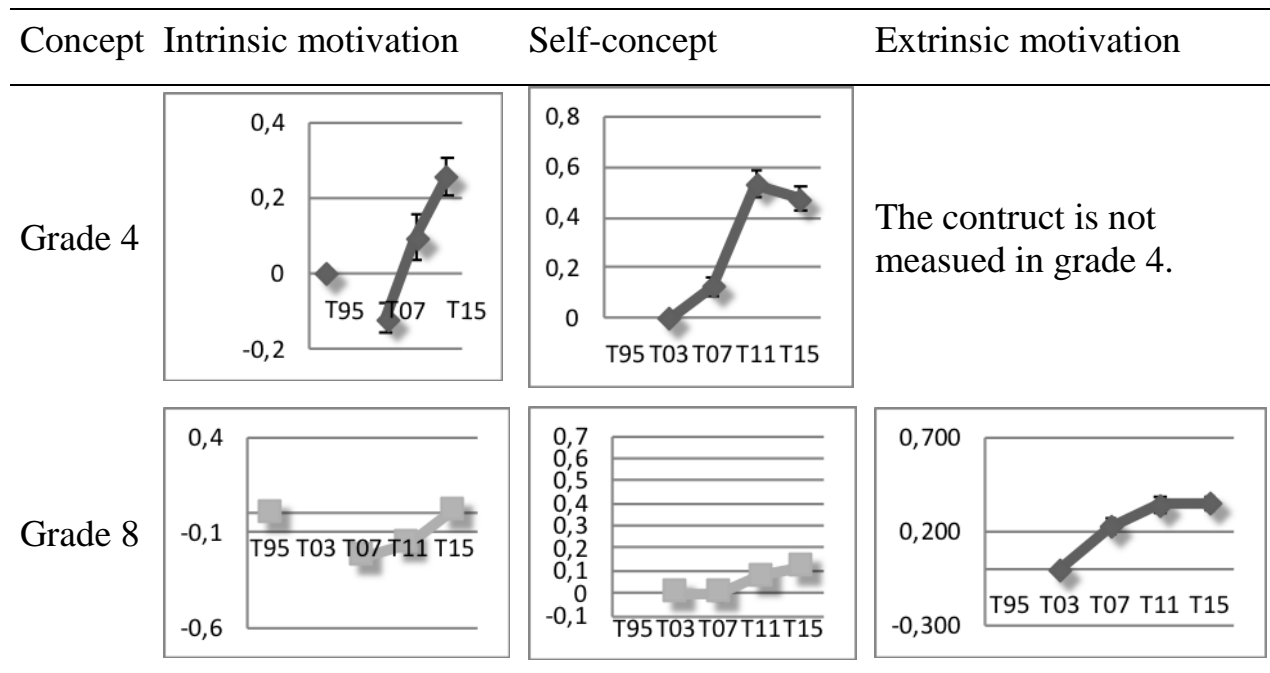 Concept Intrinsic motivation Self-concept Extrinsic motivation
Grade 4
0,4
0,2
0
-0,2
T95 T07 T15
0,8
0,6
0,4
0,2
0
T95 T03 T07 T11 T15
The contruct is not
measued in grade 4.
Grade 8
0,4
-0,1
-0,6
T95 T03 T07 T11 T15
0,7
0,6
0,5
0,4
0,3
0,2
0,1
0
-0,1
T95 T03 T07 T11 T15
0,700
0,200
-0,300
T95 T03 T07 T11 T15